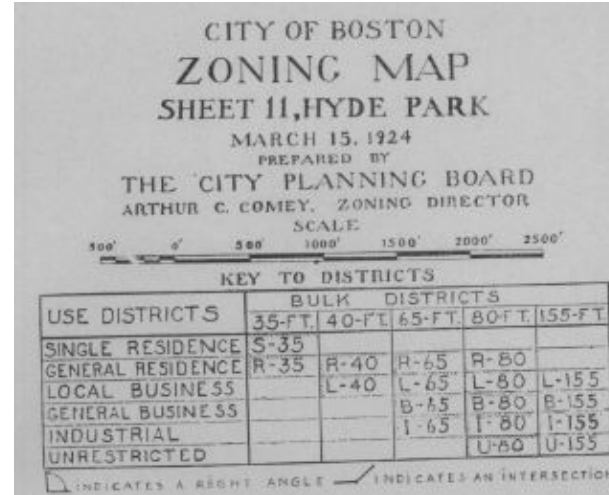 CITY OF BOSTON
ZONING MAP
SHEET 11, HYDE PARK
MARCH 15, 1924
PREPARED BY
THE CITY PLANNING BOARD
ARTHUR C. COMEY, ZONING DIRECTOR
SCALE
500' 0' 500' 1000' 1500' 2000' 2500'
KEY TO DISTRICTS
USE DISTRICTS BULK DISTRICTS
35-FT. 40-FT. 65-FT. 80-FT. 155-FT.
SINGLE RESIDENCE S-35
GENERAL RESIDENCE R-35 R-40 R-65 R-80
LOCAL BUSINESS L-40 L-65 L-80 L-155
GENERAL BUSINESS B-65 B-80 B-155
INDUSTRIAL I-65 I-80 I-155
UNRESTRICTED U-80 U-155
INDICATES A RIGHT ANGLE INDICATES AN INTERSECTION